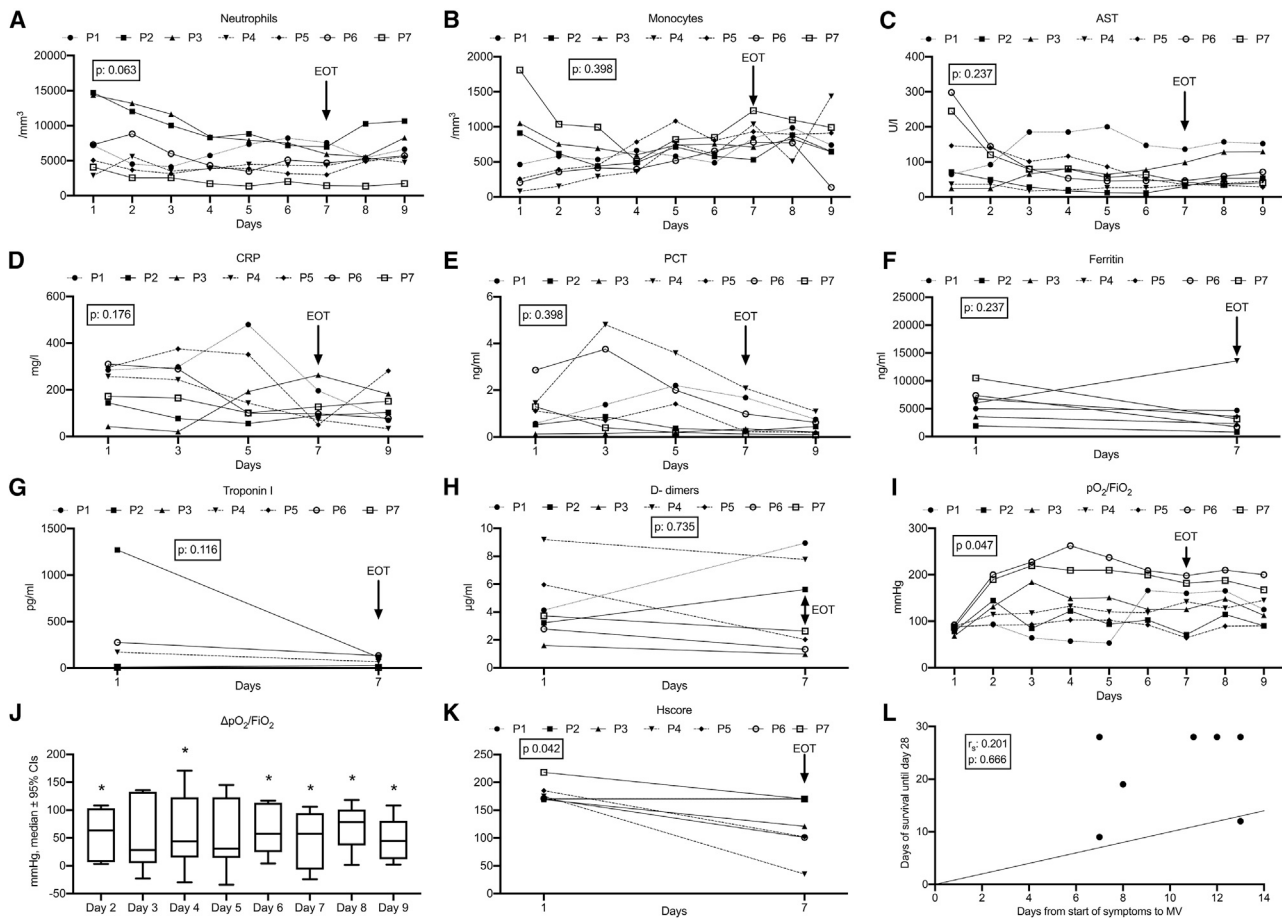 A
Neutrophils
P1 P2 P3 P4 P5 P6 P7
20000
15000
10000
5000
0
/mm³
p: 0.063
EOT
1 2 3 4 5 6 7 8 9
Days
B
Monocytes
P1 P2 P3 P4 P5 P6 P7
2000
1500
1000
500
0
/mm³
p: 0.398
EOT
1 2 3 4 5 6 7 8 9
Days
C
AST
P1 P2 P3 P4 P5 P6 P7
400
300
200
100
0
U/l
p: 0.237
EOT
1 2 3 4 5 6 7 8 9
Days
D
CRP
P1 P2 P3 P4 P5 P6 P7
600
400
200
0
mg/l
p: 0.176
EOT
1 3 5 7 9
Days
E
PCT
P1 P2 P3 P4 P5 P6 P7
6
4
2
0
ng/ml
p: 0.398
EOT
1 3 5 7 9
Days
F
Ferritin
P1 P2 P3 P4 P5 P6 P7
25000
20000
15000
10000
5000
0
ng/ml
p: 0.237
EOT
1 7
Days
G
Troponin I
P1 P2 P3 P4 P5 P6 P7
1500
1000
500
0
pg/ml
p: 0.116
EOT
1 7
Days
H
D- dimers
P1 P2 P3 P4 P5 P6 P7
10
8
6
4
2
0
µg/ml
p: 0.735
EOT
1 7
Days
I
pO₂/FiO₂
P1 P2 P3 P4 P5 P6 P7
300
200
100
0
mmHg
p 0.047
EOT
1 2 3 4 5 6 7 8 9
Days
J
ΔpO₂/FiO₂
200
150
100
50
0
-50
mmHg, median ± 95% CIs
* * * * * *
Day 2 Day 3 Day 4 Day 5 Day 6 Day 7 Day 8 Day 9
K
Hscore
P1 P2 P3 P4 P5 P6 P7
250
200
150
100
50
0
p 0.042
EOT
1 7
Days
L
30
20
10
0
Days of survival until day 28
rₛ: 0.201
p: 0.666
0 2 4 6 8 10 12 14
Days from start of symptoms to MV